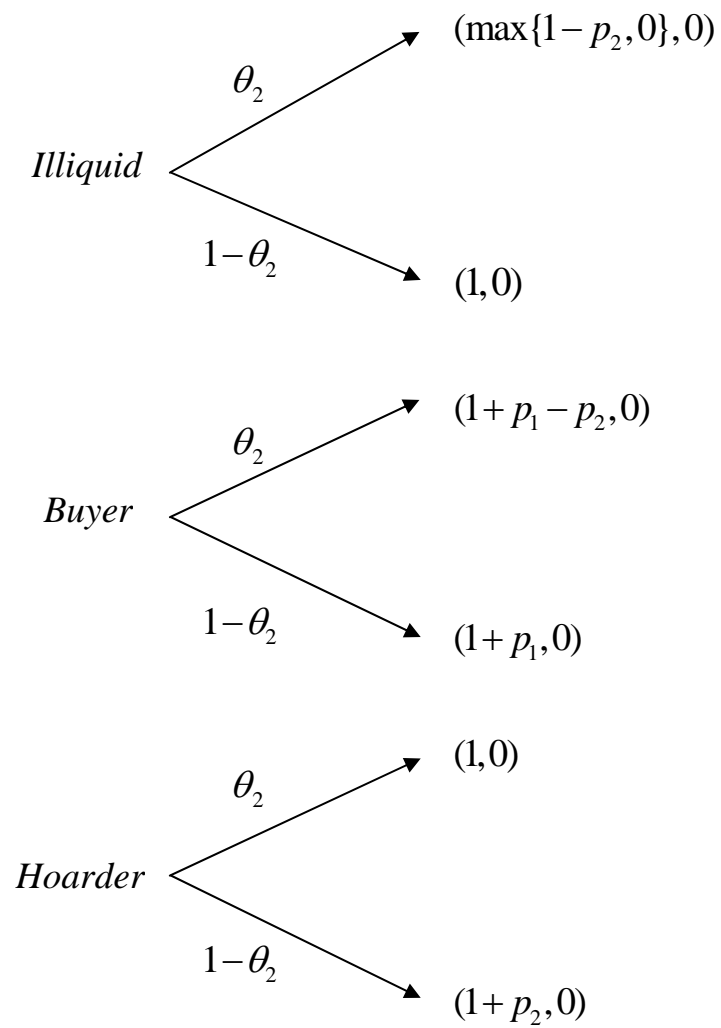 (max{1− p₂,0},0)
θ₂
Illiquid
1−θ₂
(1,0)
(1+ p₁− p₂,0)
θ₂
Buyer
1−θ₂
(1+ p₁,0)
(1,0)
θ₂
Hoarder
1−θ₂
(1+ p₂,0)